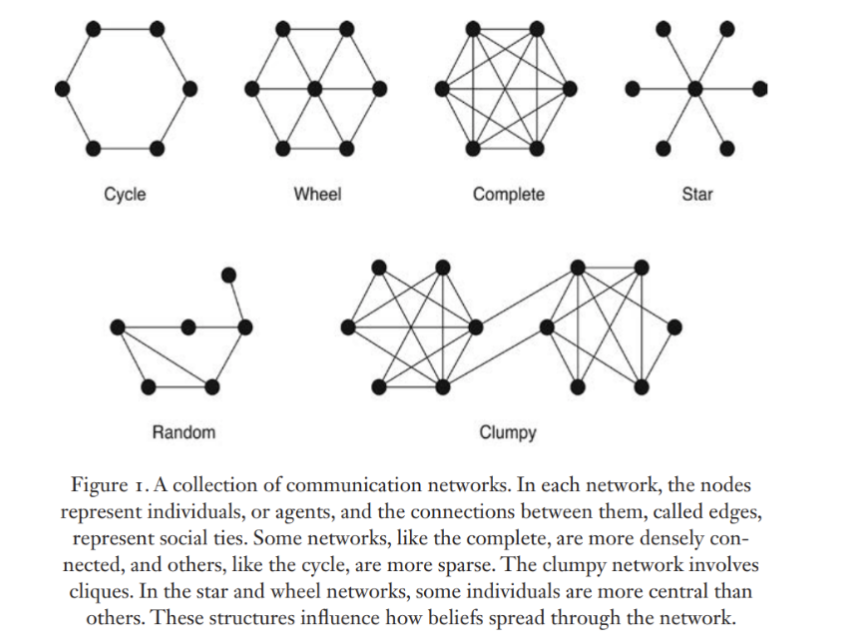 Cycle
Wheel
Complete
Star
Random
Clumpy
Figure 1. A collection of communication networks. In each network, the nodes
represent individuals, or agents, and the connections between them, called edges,
represent social ties. Some networks, like the complete, are more densely con-
nected, and others, like the cycle, are more sparse. The clumpy network involves
cliques. In the star and wheel networks, some individuals are more central than
others. These structures influence how beliefs spread through the network.